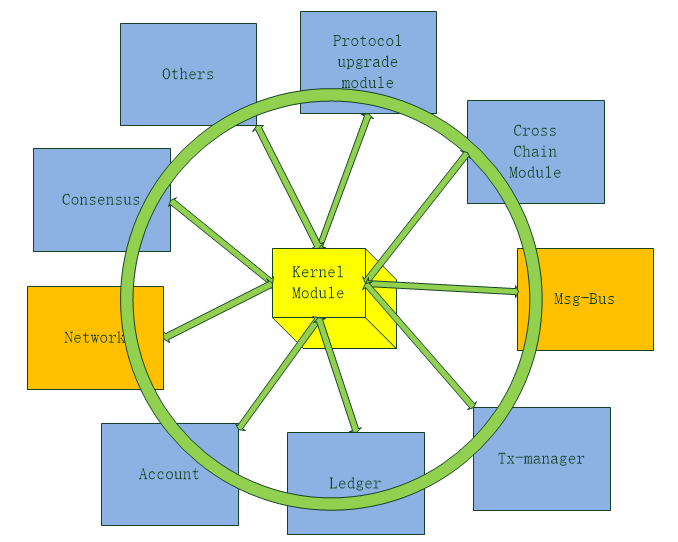 Protocol
upgrade
module
Others
Cross
Chain
Module
Consensus
Kernel
Module
Msg-Bus
Network
Tx-manager
Account
Ledger